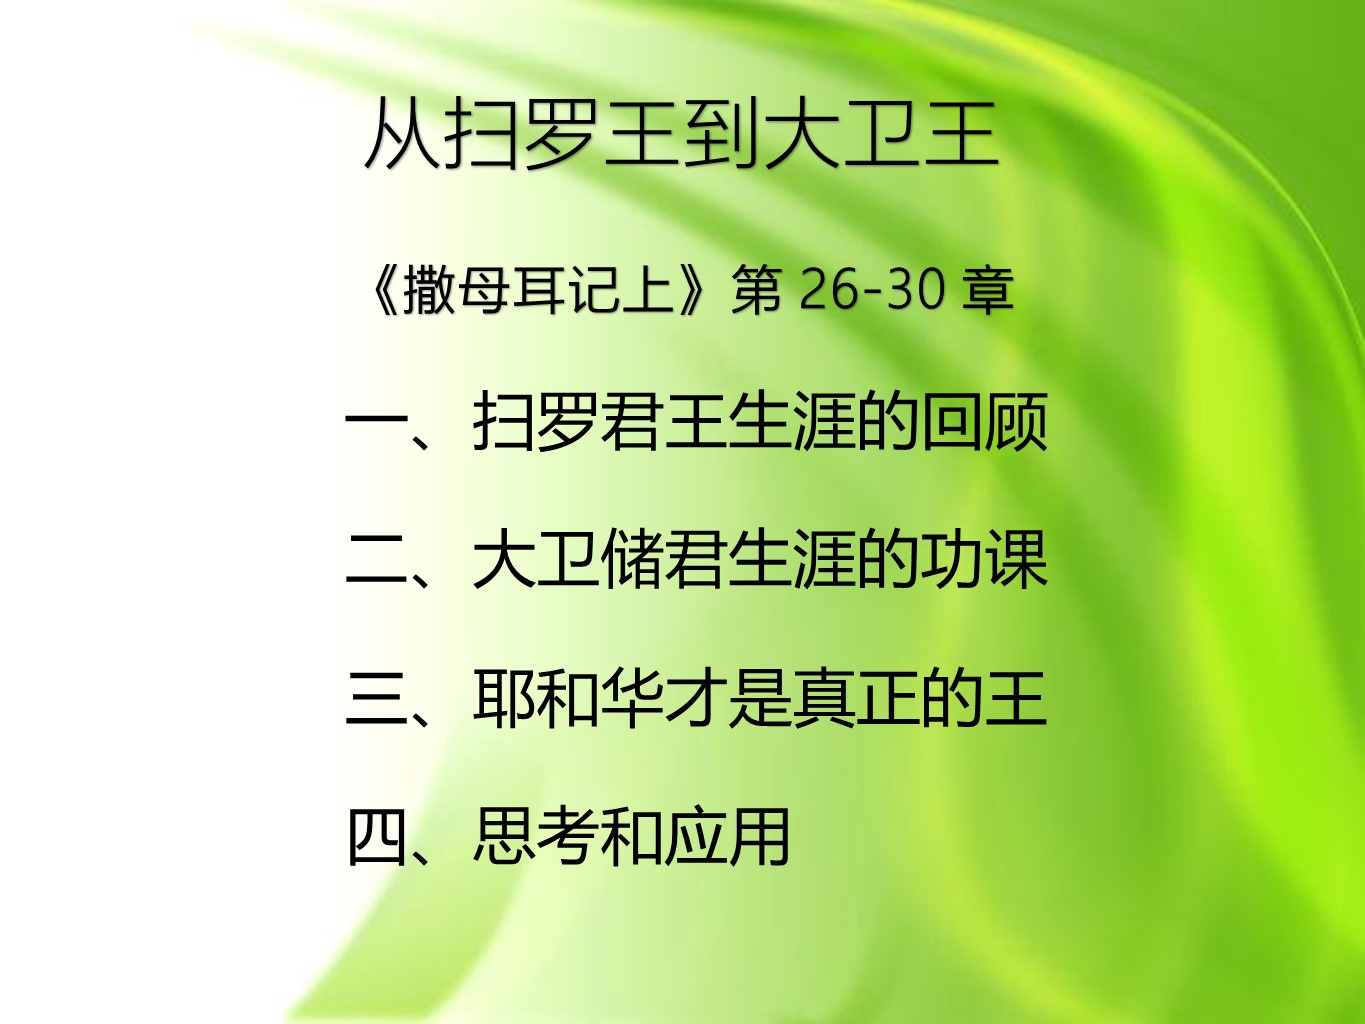 从扫罗王到大卫王
《撒母耳记上》第 26-30 章
一、扫罗君王生涯的回顾
二、大卫储君生涯的功课
三、耶和华才是真正的王
四、思考和应用